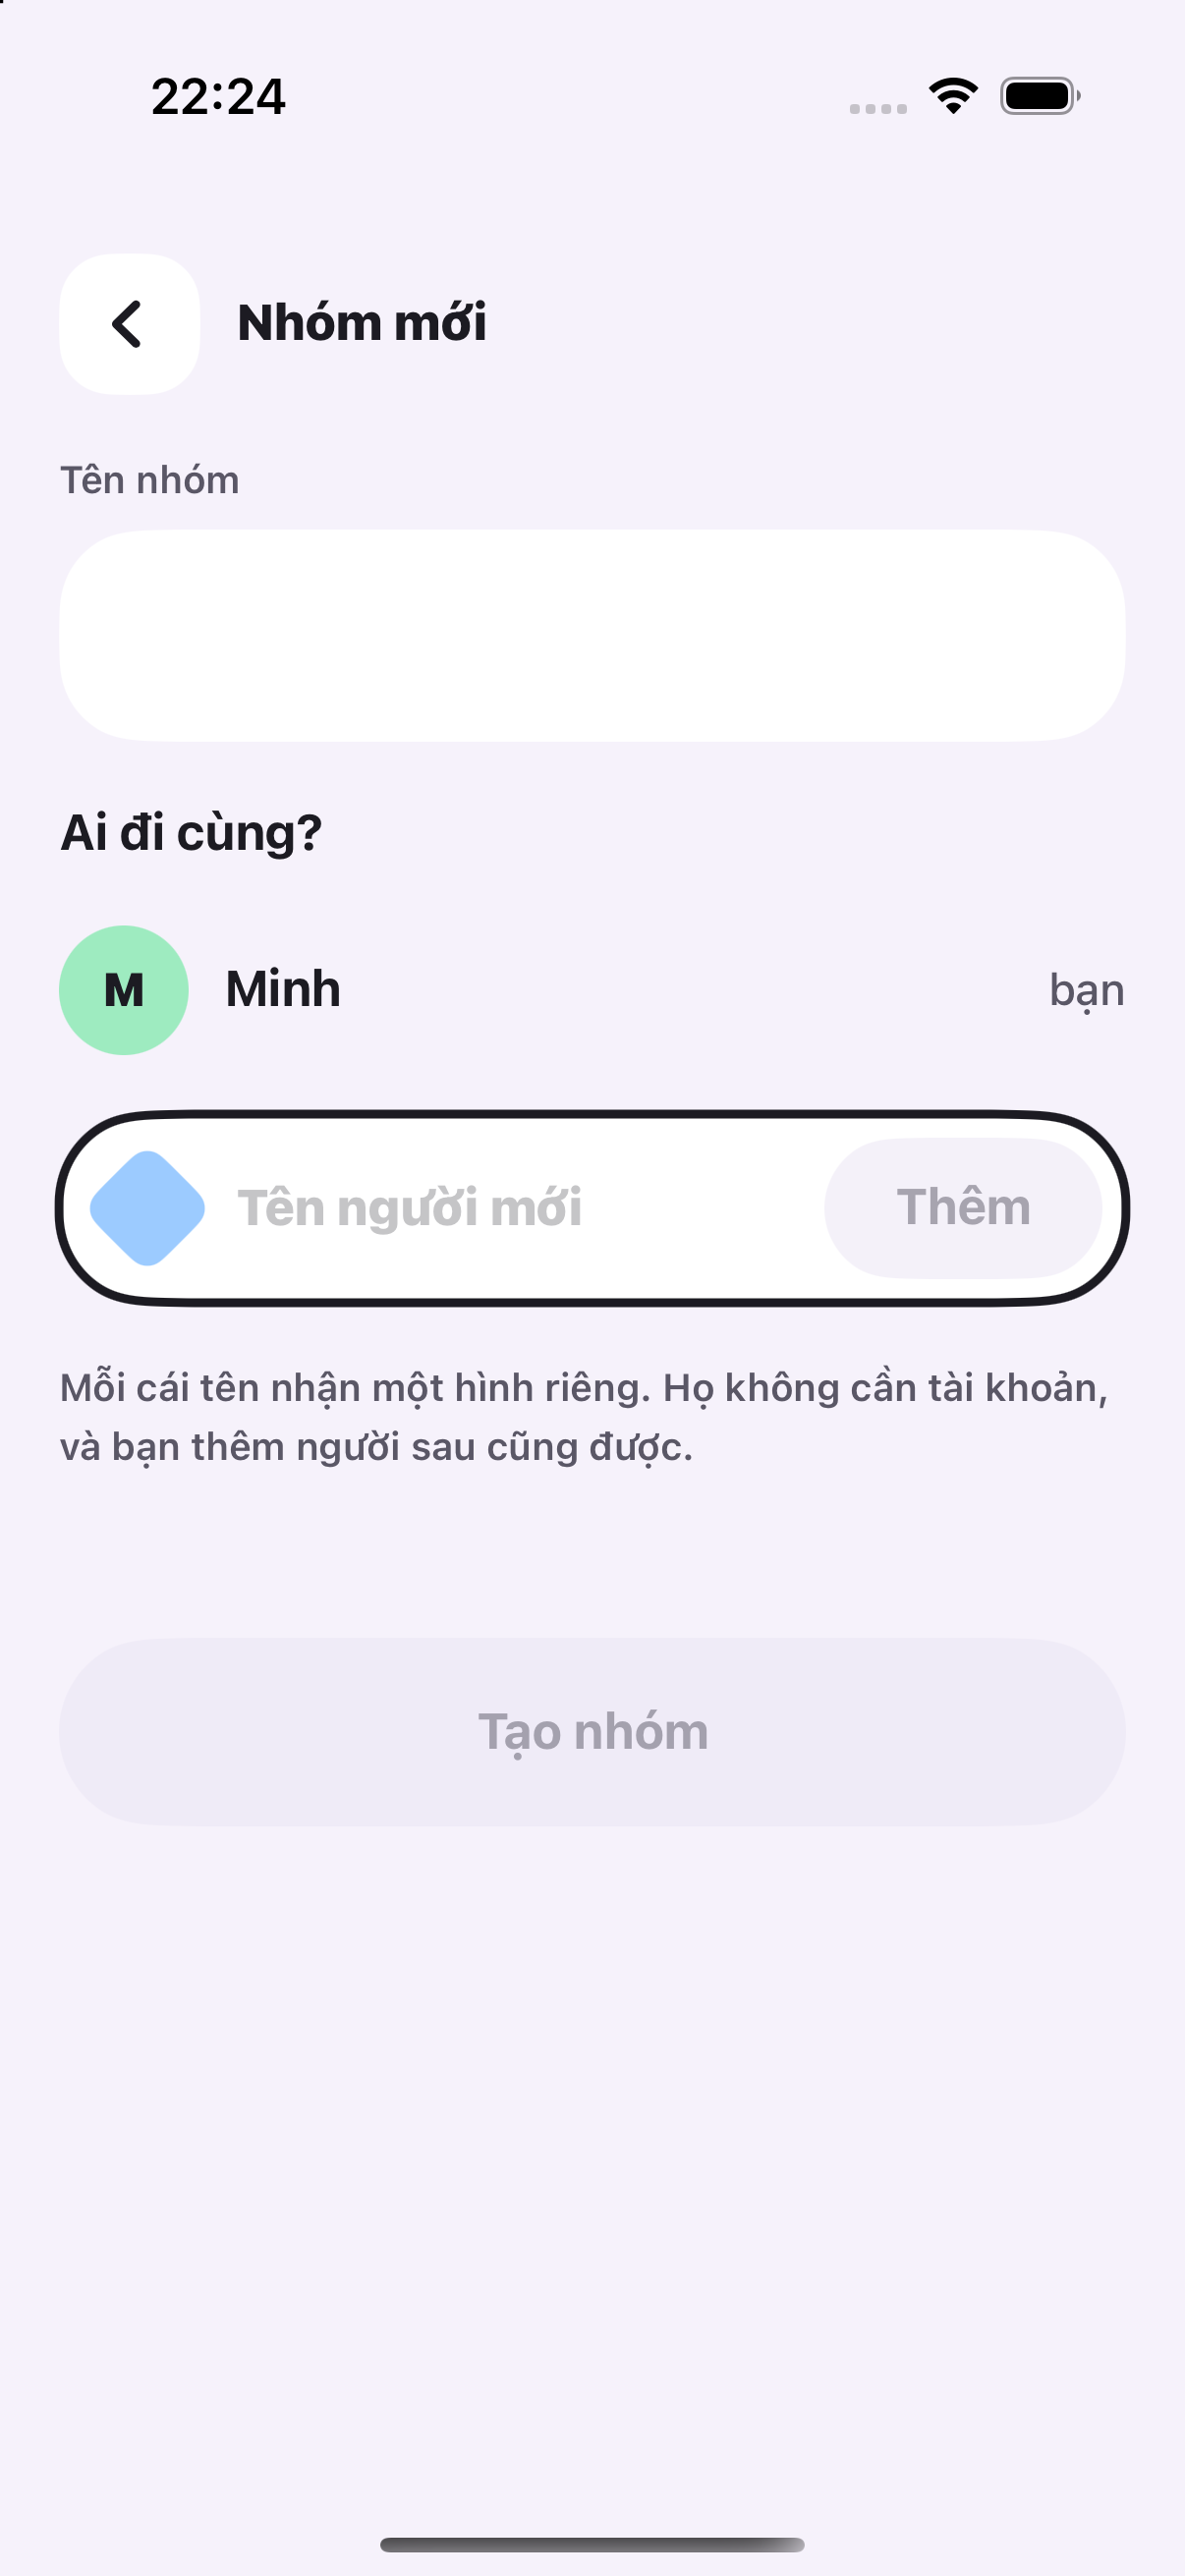 22:24
Nhóm mới
Tên nhóm
Ai đi cùng?
M Minh bạn
Tên người mới Thêm
Mỗi cái tên nhận một hình riêng. Họ không cần tài khoản,
và bạn thêm người sau cũng được.
Tạo nhóm